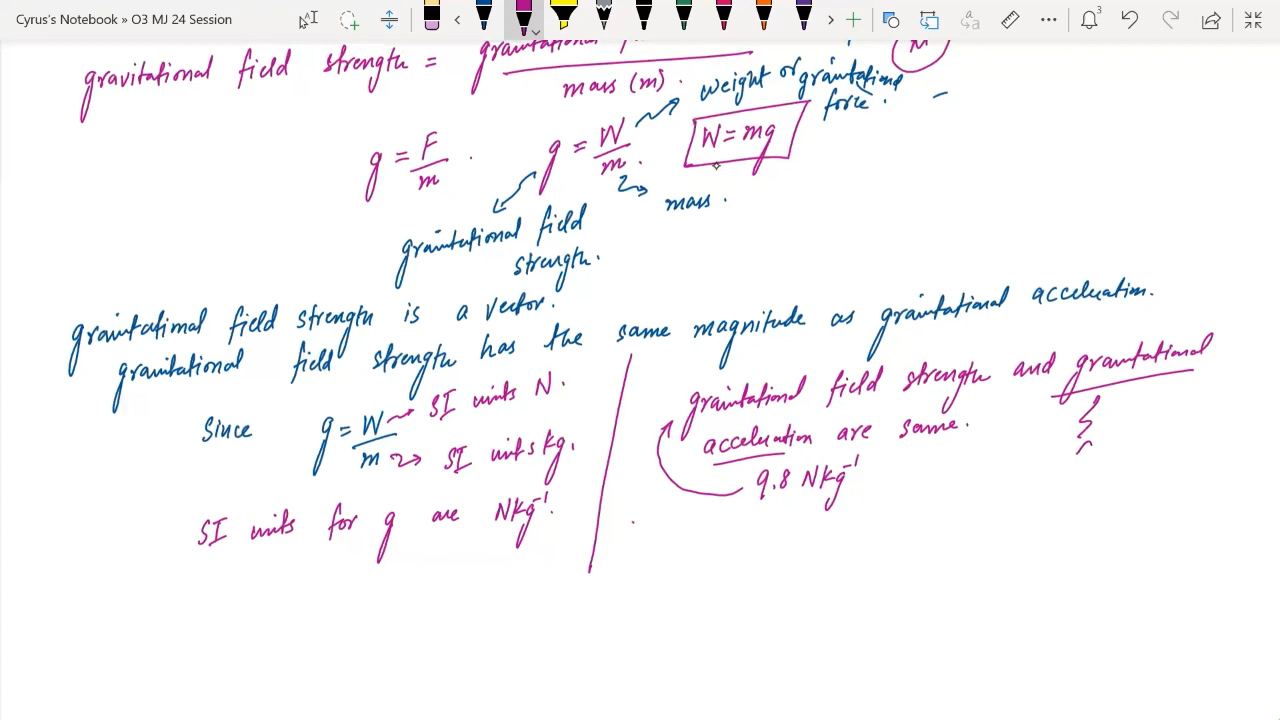 Cyrus's Notebook » O3 MJ 24 Session
3
gravitational field strength =
mass (m).
M
weight or gravitational
force.
g = F/m.
g = W/m.
W = mg
mass.
gravitational field
strength.
gravitational field strength is a vector.
gravitational field strength has the same magnitude as gravitational acceleration.
Since g = W/m
SI units N.
SI units kg.
SI units for g are Nkg⁻¹.
gravitational field strength and gravitational
acceleration are same.
9.8 Nkg⁻¹